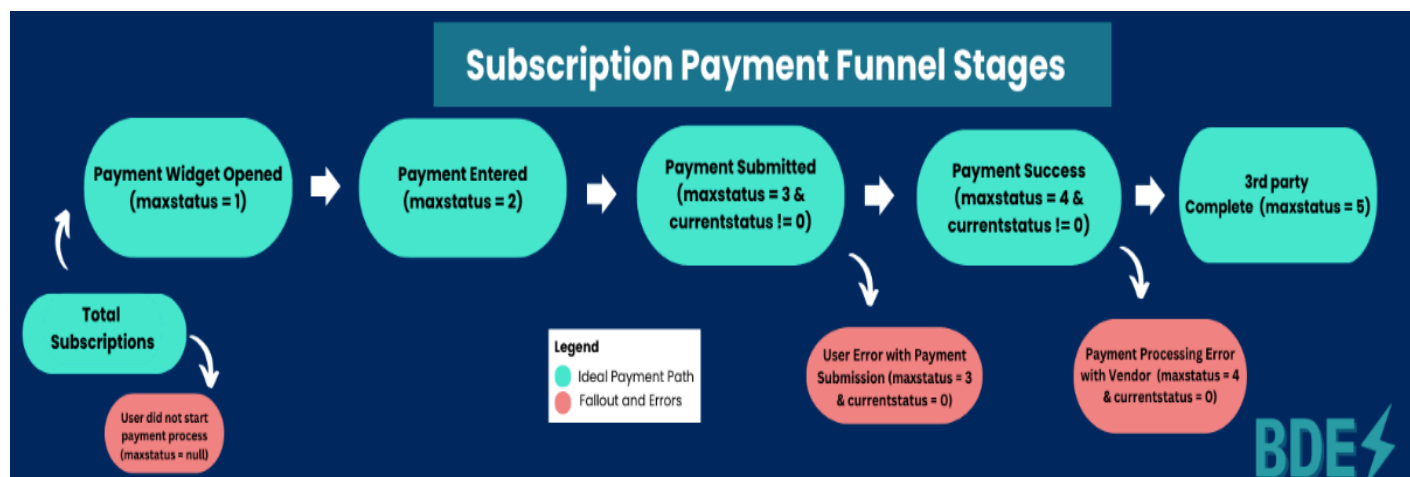 Subscription Payment Funnel Stages
Payment Widget Opened
(maxstatus = 1)
Payment Entered
(maxstatus = 2)
Payment Submitted
(maxstatus = 3 &
currentstatus != 0)
Payment Success
(maxstatus = 4 &
currentstatus != 0)
3rd party
Complete (maxstatus = 5)
Total
Subscriptions
User did not start
payment process
(maxstatus = null)
Legend
Ideal Payment Path
Fallout and Errors
User Error with Payment
Submission (maxstatus = 3
& currentstatus = 0)
Payment Processing Error
with Vendor (maxstatus = 4
& currentstatus = 0)
BDE